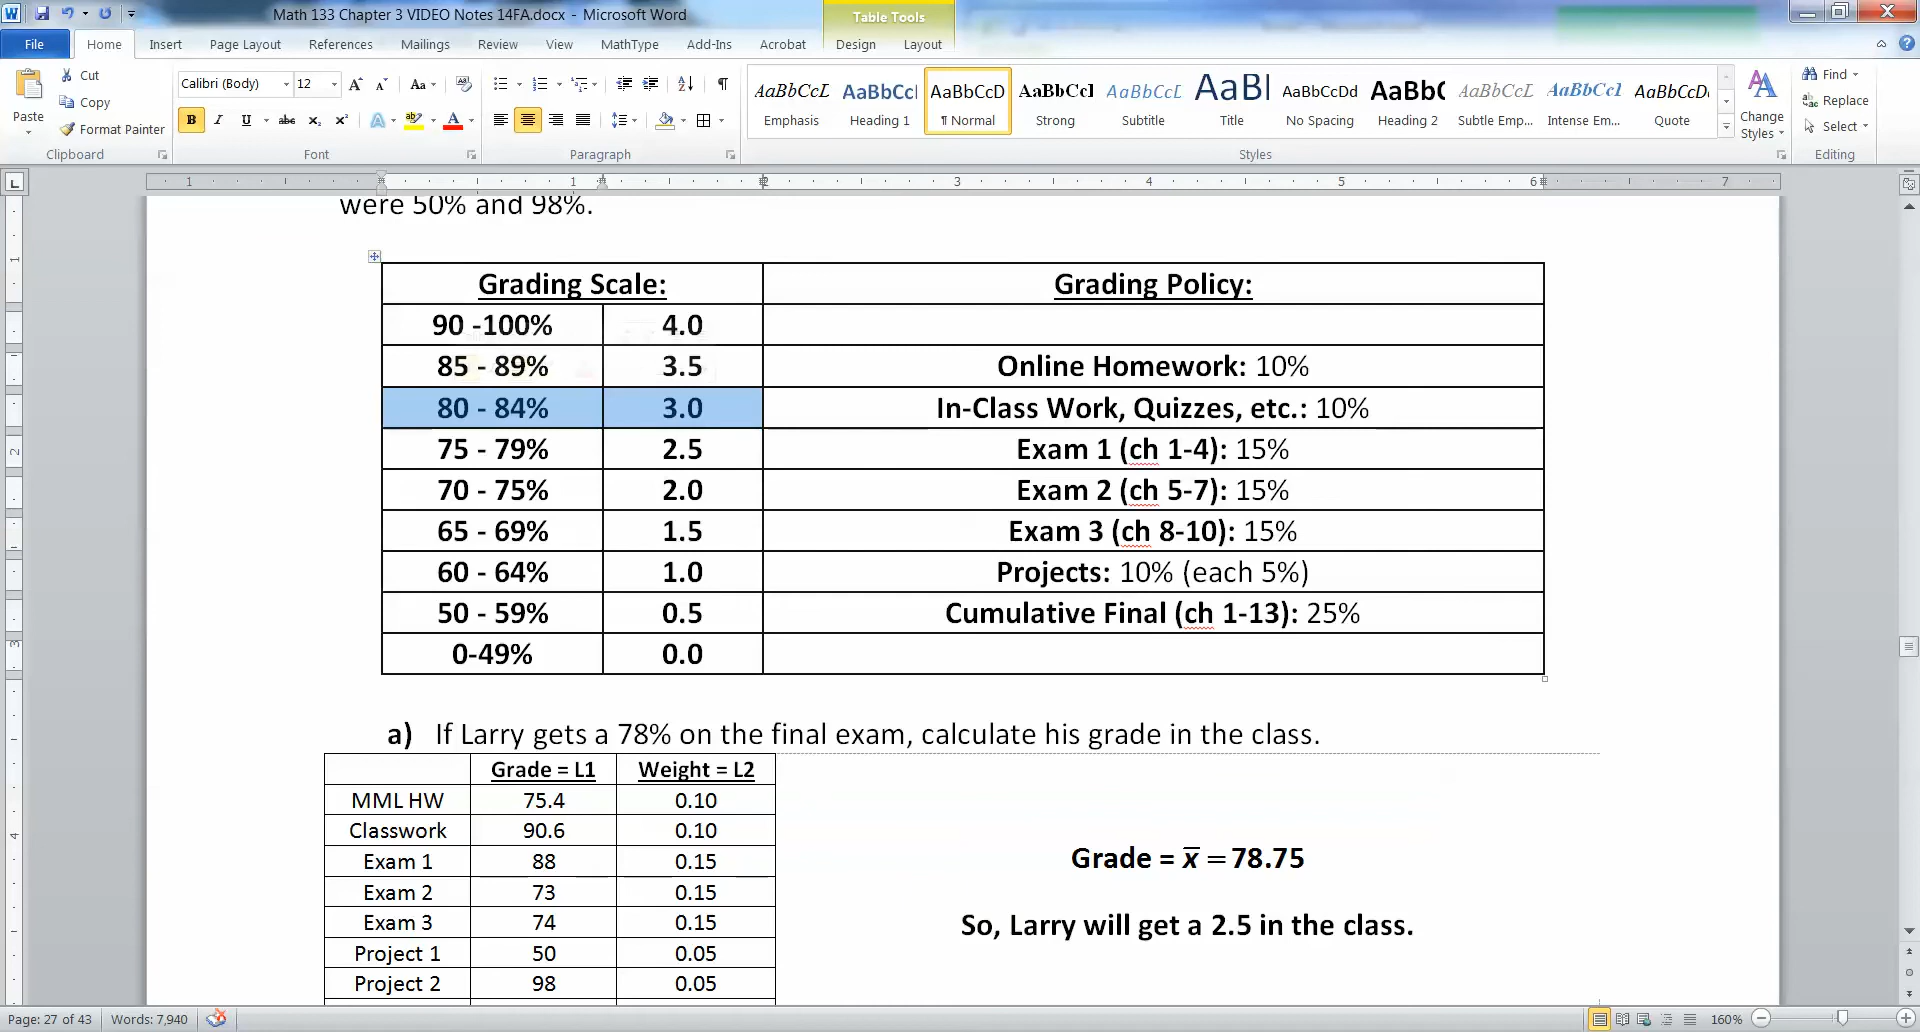 Math 133 Chapter 3 VIDEO Notes 14FA.docx - Microsoft Word
Table Tools
File Home Insert Page Layout References Mailings Review View MathType Add-Ins Acrobat Design Layout
Paste
Cut
Copy
Format Painter
Clipboard
Calibri (Body) 12
Font
Paragraph
AaBbCcL AaBbCcI AaBbCcD AaBbCcI AaBbCcL AaBI AaBbCcDd AaBbC AaBbCcL AaBbCcI AaBbCcDc
Emphasis Heading 1 ¶ Normal Strong Subtitle Title No Spacing Heading 2 Subtle Emp... Intense Em... Quote
Styles
Change Styles
Find
Replace
Select
Editing
1 1 2 3 4 5 6 7
were 50% and 98%.
Grading Scale: Grading Policy:
90 -100% 4.0
85 - 89% 3.5 Online Homework: 10%
80 - 84% 3.0 In-Class Work, Quizzes, etc.: 10%
75 - 79% 2.5 Exam 1 (ch 1-4): 15%
70 - 75% 2.0 Exam 2 (ch 5-7): 15%
65 - 69% 1.5 Exam 3 (ch 8-10): 15%
60 - 64% 1.0 Projects: 10% (each 5%)
50 - 59% 0.5 Cumulative Final (ch 1-13): 25%
0-49% 0.0
a) If Larry gets a 78% on the final exam, calculate his grade in the class.
Grade = L1 Weight = L2
MML HW 75.4 0.10
Classwork 90.6 0.10
Exam 1 88 0.15
Exam 2 73 0.15
Exam 3 74 0.15
Project 1 50 0.05
Project 2 98 0.05
Grade = x̅ = 78.75
So, Larry will get a 2.5 in the class.
Page: 27 of 43 Words: 7,940 160%